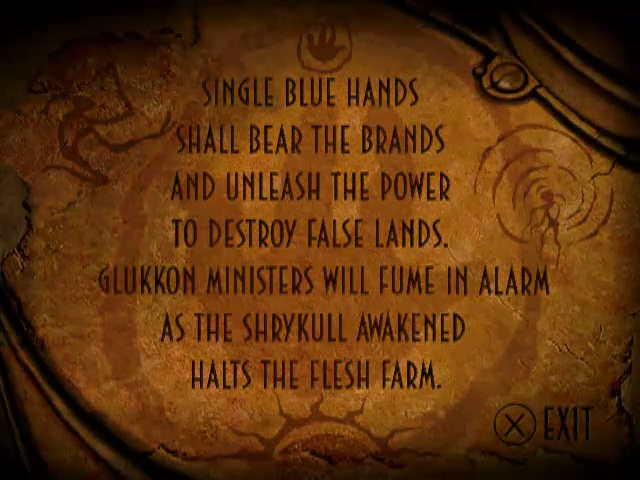 SINGLE BLUE HANDS
SHALL BEAR THE BRANDS
AND UNLEASH THE POWER
TO DESTROY FALSE LANDS.
GLUKKON MINISTERS WILL FUME IN ALARM
AS THE SHRYKULL AWAKENED
HALTS THE FLESH FARM.
EXIT